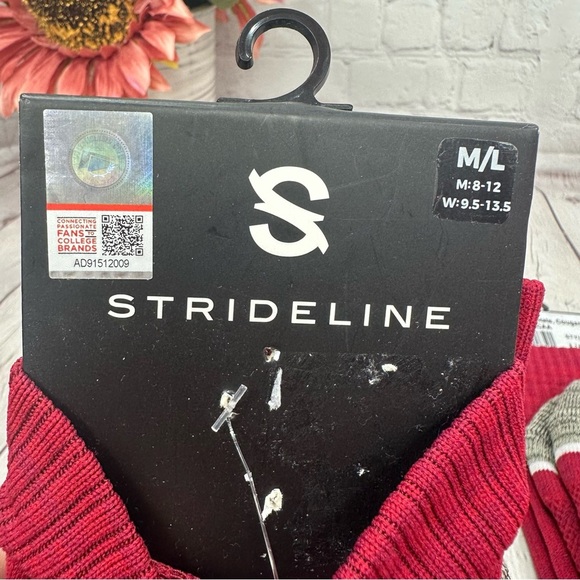 CONNECTING
PASSIONATE
FANS TO
COLLEGE
BRANDS
AD91512009
M/L
M:8-12
W:9.5-13.5
STRIDELINE